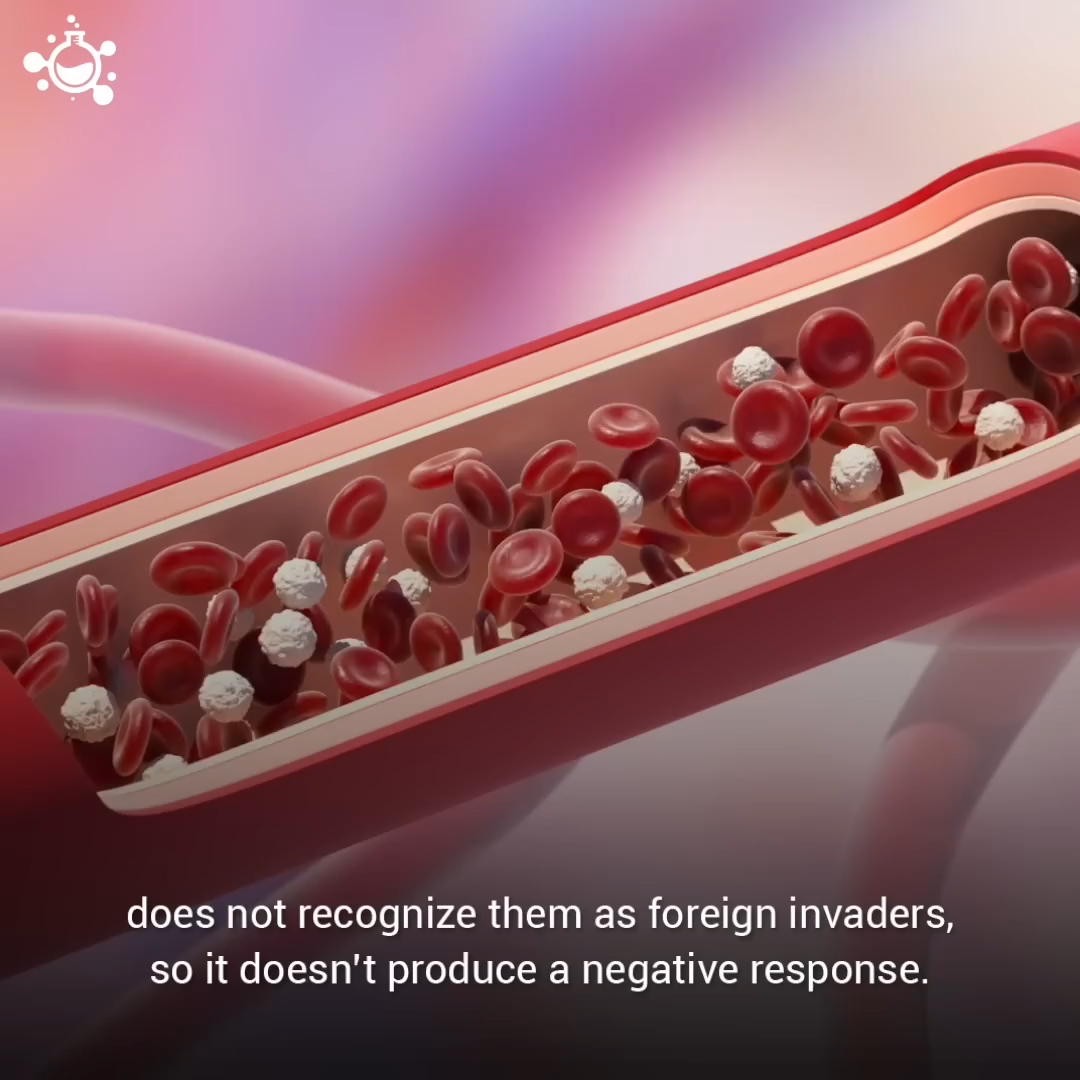 does not recognize them as foreign invaders,
so it doesn't produce a negative response.